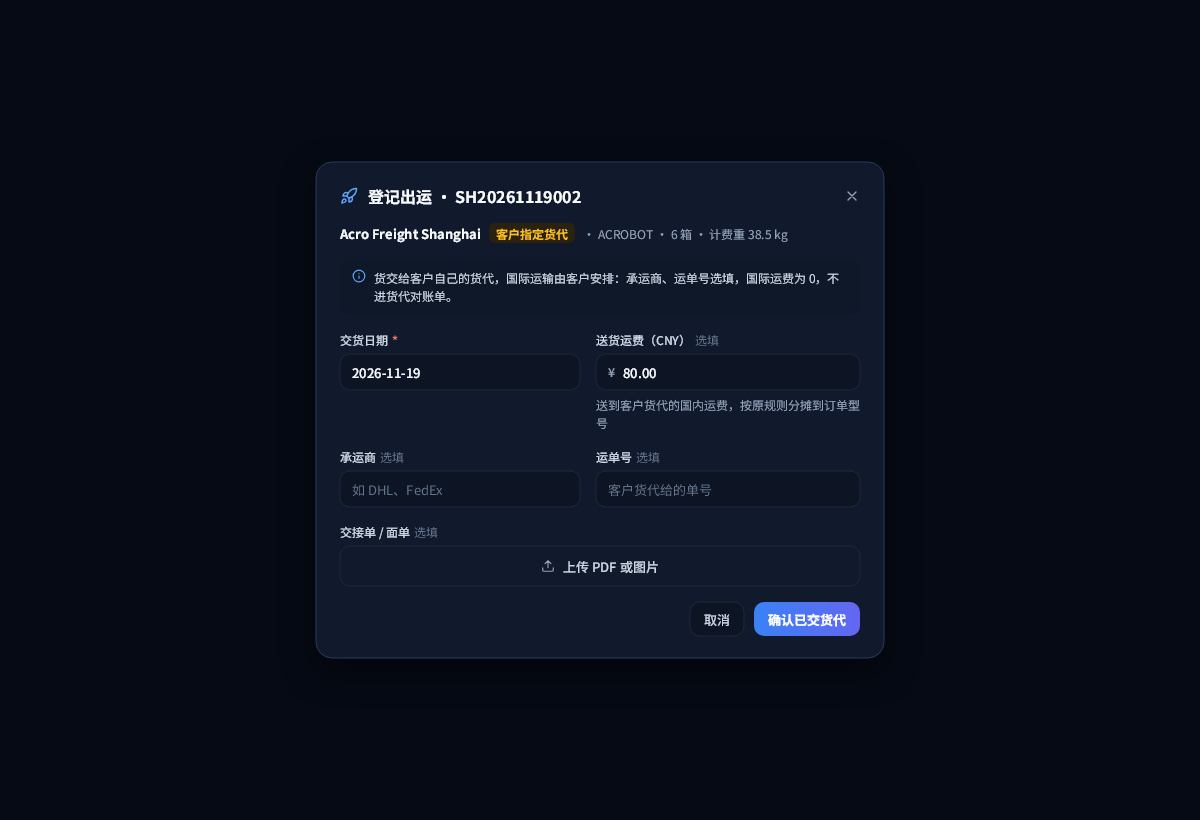 登记出运 • SH20261119002
Acro Freight Shanghai 客户指定货代 • ACROBOT • 6 箱 • 计费重 38.5 kg
货交给客户自己的货代，国际运输由客户安排：承运商、运单号选填，国际运费为 0，不
进货代对账单。
交货日期 *
送货运费（CNY） 选填
2026-11-19
¥ 80.00
送到客户货代的国内运费，按原规则分摊到订单型
号
承运商 选填
运单号 选填
如 DHL、FedEx
客户货代给的单号
交接单 / 面单 选填
上传 PDF 或图片
取消
确认已交货代